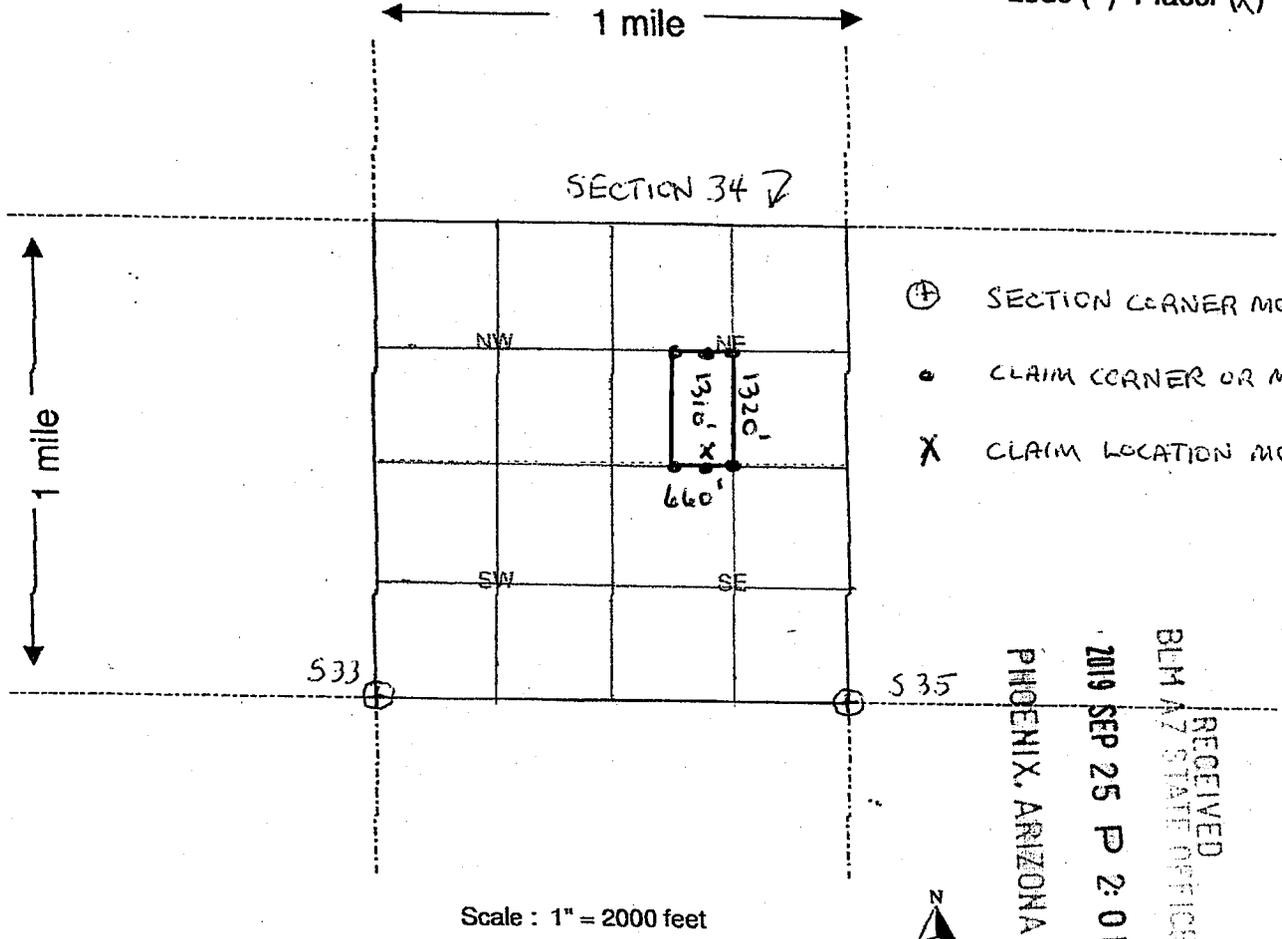 Placer (X)
1 mile
SECTION 34
1 mile
NW
NE
SECTION CORNER
CLAIM CORNER OR
X CLAIM LOCATION
1310' X
1320'
660'
SW
SE
S33
S35
RECEIVED
BLM AZ STATE OFFICE
2019 SEP 25 P 2:0
PHOENIX, ARIZONA
Scale : 1" = 2000 feet
N